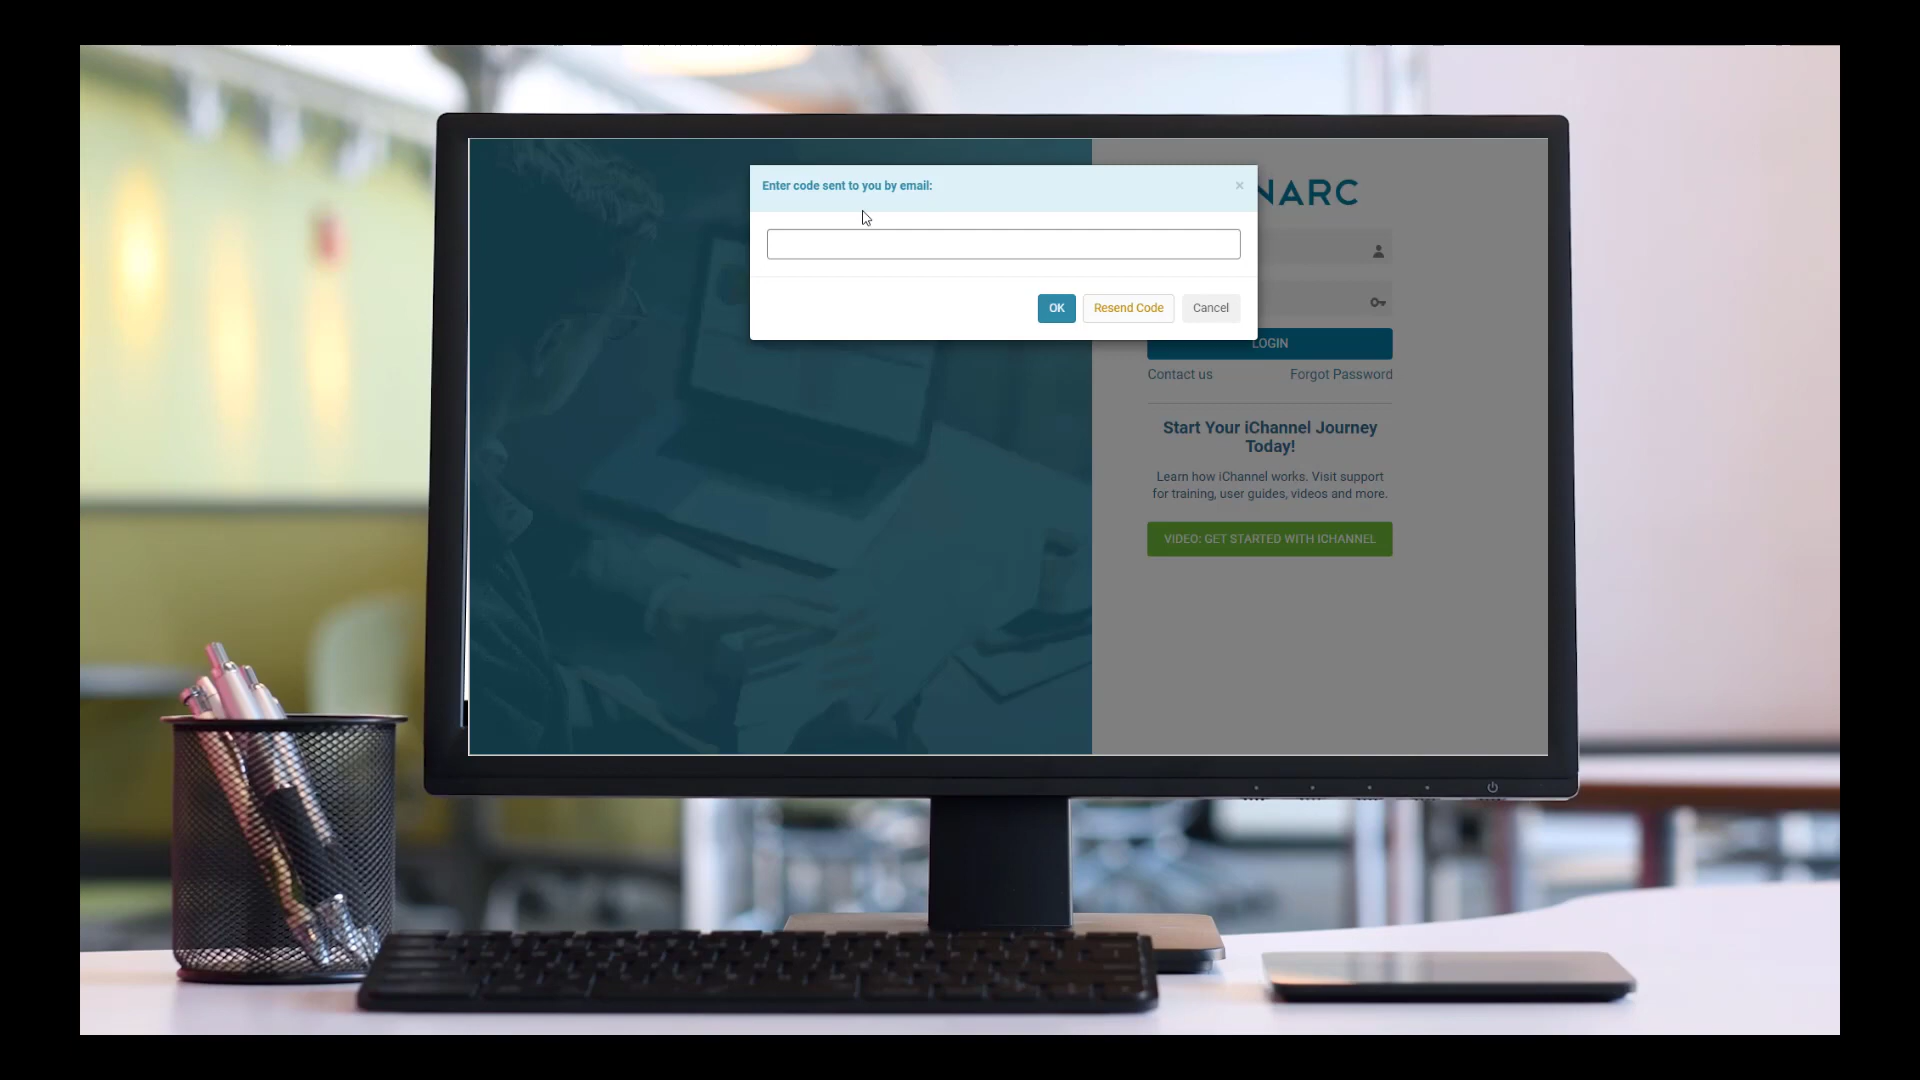 Enter code sent to you by email:
×
NARC
OK
Resend Code
Cancel
LOGIN
Contact us
Forgot Password
Start Your iChannel Journey
Today!
Learn how iChannel works. Visit support
for training, user guides, videos and more.
VIDEO: GET STARTED WITH ICHANNEL